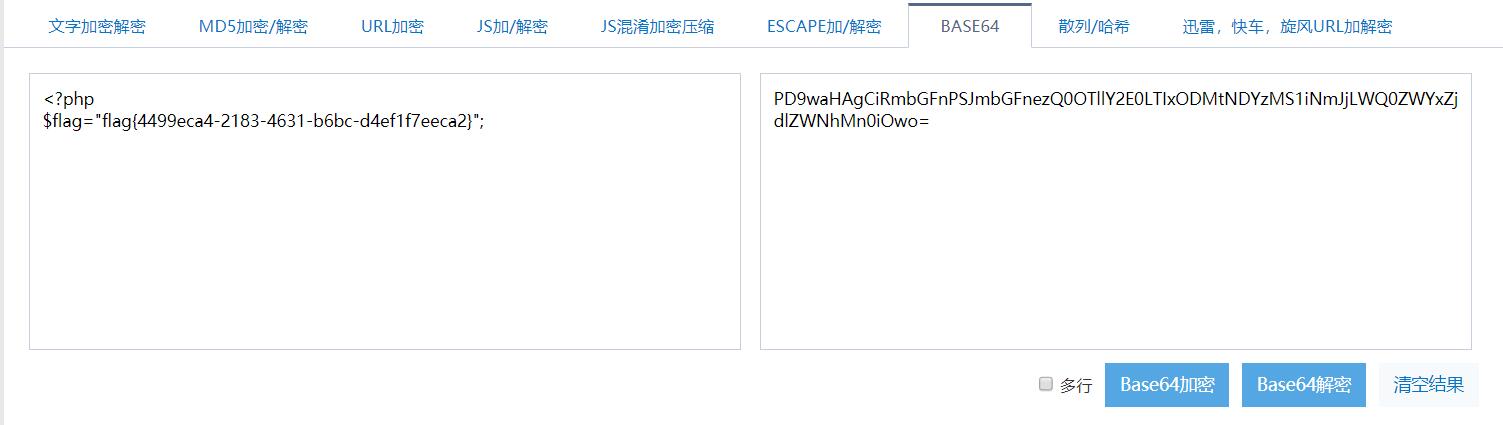 文字加密解密 MD5加密/解密 URL加密 JS加/解密 JS混淆加密压缩 ESCAPE加/解密 BASE64 散列/哈希 迅雷，快车，旋风URL加解密
<?php
$flag="flag{4499eca4-2183-4631-b6bc-d4ef1f7eeca2}";
PD9waHAgCiRmbGFnPSJmbGFnezQ0OTllY2E0LTIxODMtNDYzMS1iNmJjLWQ0ZWYxZj
dlZWNhMn0iOwo=
多行 Base64加密 Base64解密 清空结果